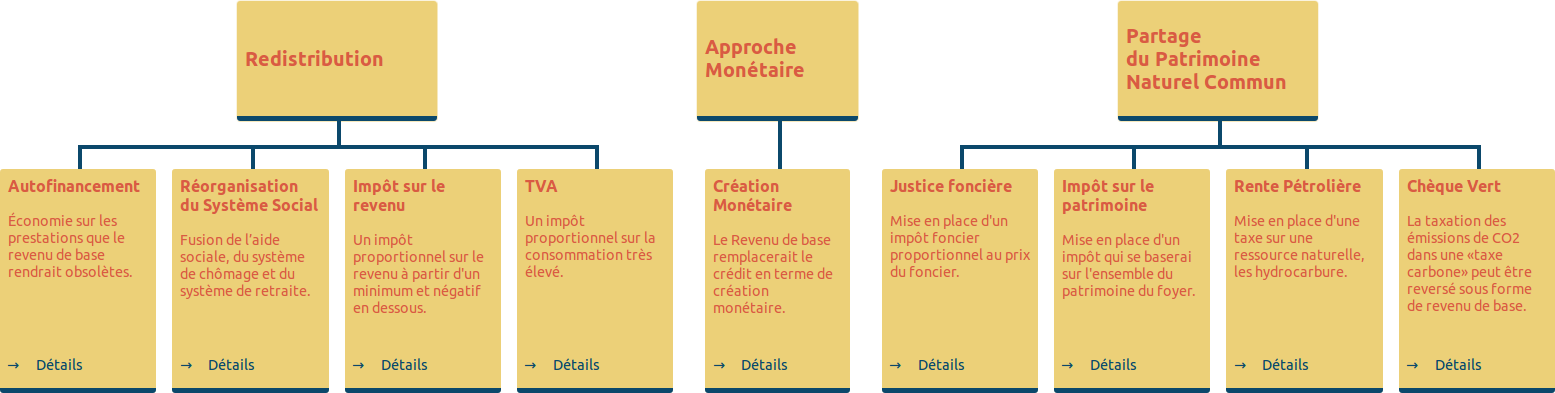 Redistribution
Approche
Monétaire
Partage
du Patrimoine
Naturel Commun
Autofinancement
Économie sur les
prestations que le
revenu de base
rendrait obsolètes.
→ Détails
Réorganisation
du Système Social
Fusion de l'aide
sociale, du système
de chômage et du
système de retraite.
→ Détails
Impôt sur le
revenu
Un impôt
proportionnel sur le
revenu à partir d'un
minimum et négatif
en dessous.
→ Détails
TVA
Un impôt
proportionnel sur la
consommation très
élevé.
→ Détails
Création
Monétaire
Le Revenu de base
remplacerait le
crédit en terme de
création
monétaire.
→ Détails
Justice foncière
Mise en place d'un
impôt foncier
proportionnel au prix
du foncier.
→ Détails
Impôt sur le
patrimoine
Mise en place d'un
impôt qui se baserai
sur l'ensemble du
patrimoine du foyer.
→ Détails
Rente Pétrolière
Mise en place d'une
taxe sur une
ressource naturelle,
les hydrocarbure.
→ Détails
Chèque Vert
La taxation des
émissions de CO2
dans une «taxe
carbone» peut être
reversé sous forme
de revenu de base.
→ Détails